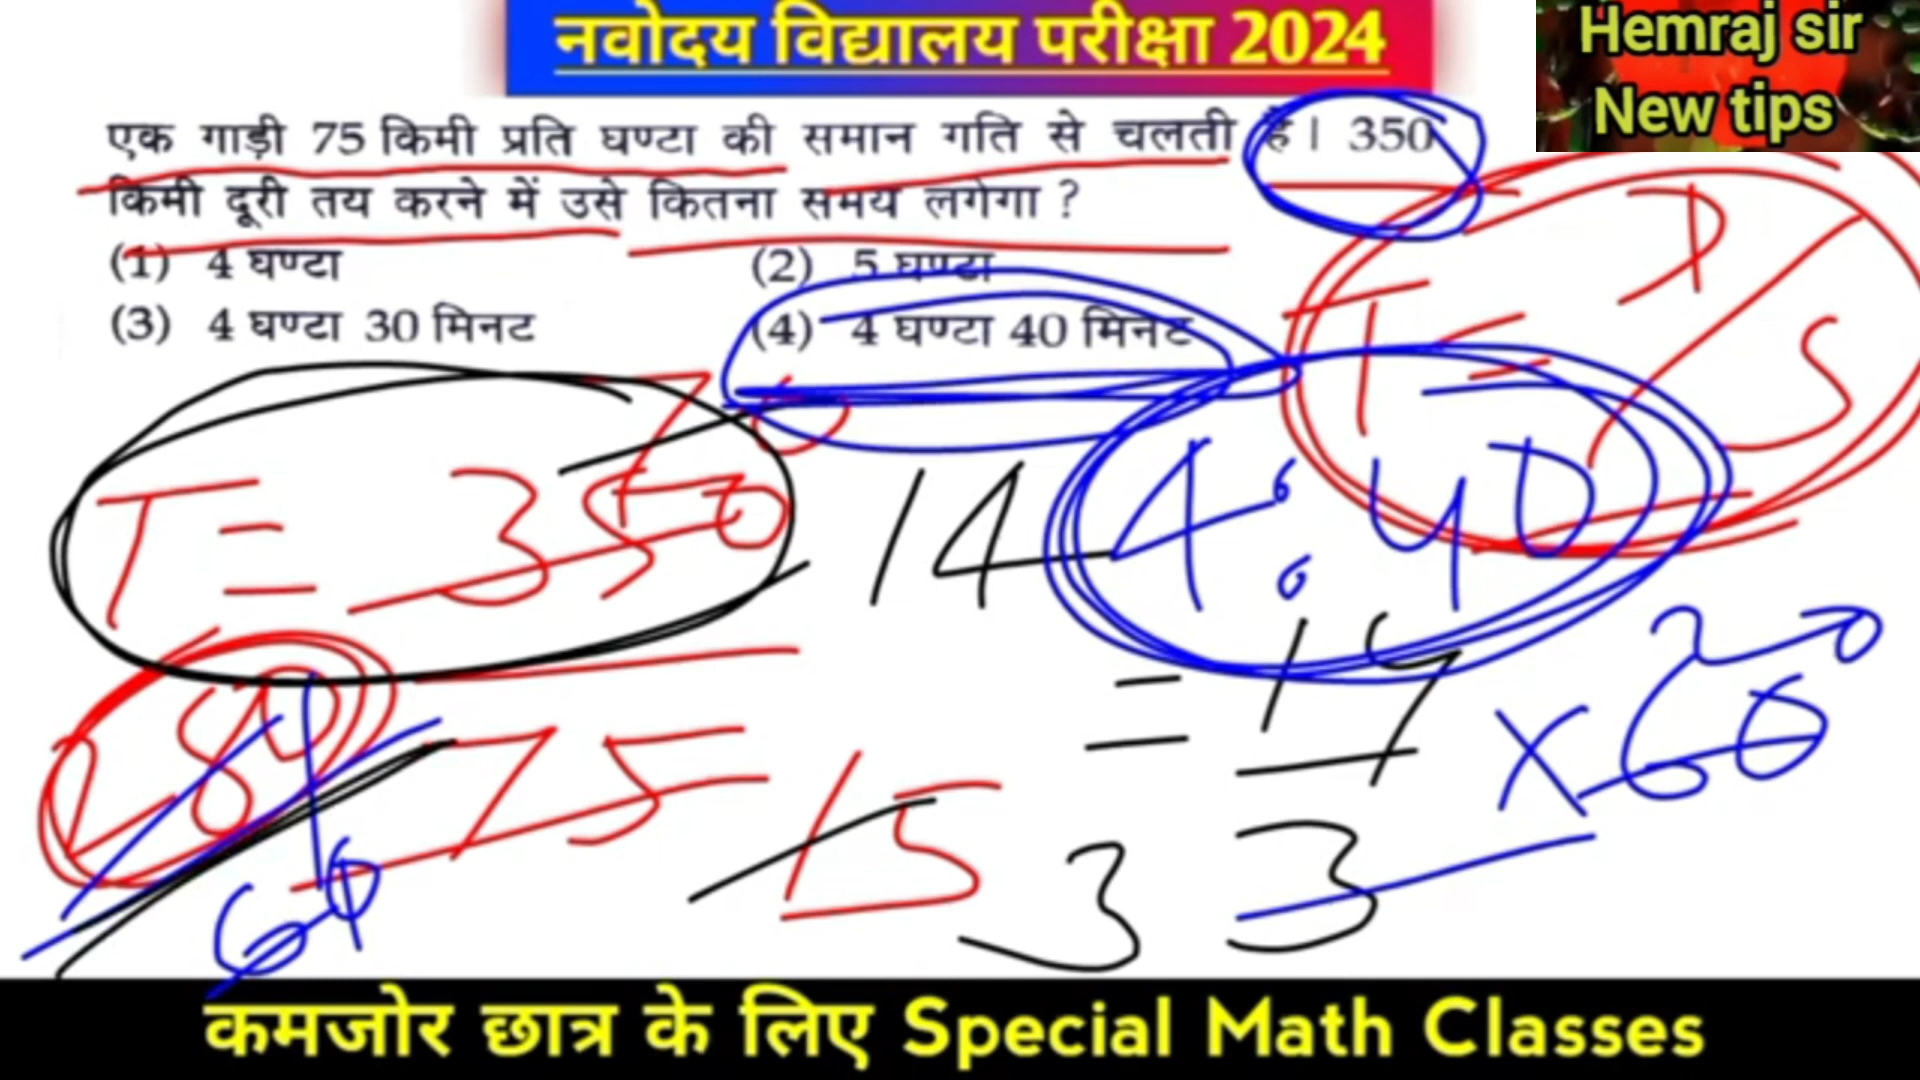 नवोदय विद्यालय परीक्षा 2024
Hemraj sir
New tips
एक गाड़ी 75 किमी प्रति घण्टा की समान गति से चलती है। 350
किमी दूरी तय करने में उसे कितना समय लगेगा ?
(1) 4 घण्टा
(2) 5 घण्टा
(3) 4 घण्टा 30 मिनट
(4) 4 घण्टा 40 मिनट
T = D / S
T = 350
75
14
4:40
= 14
3
× 60
20
15
3
280
कमजोर छात्र के लिए Special Math Classes